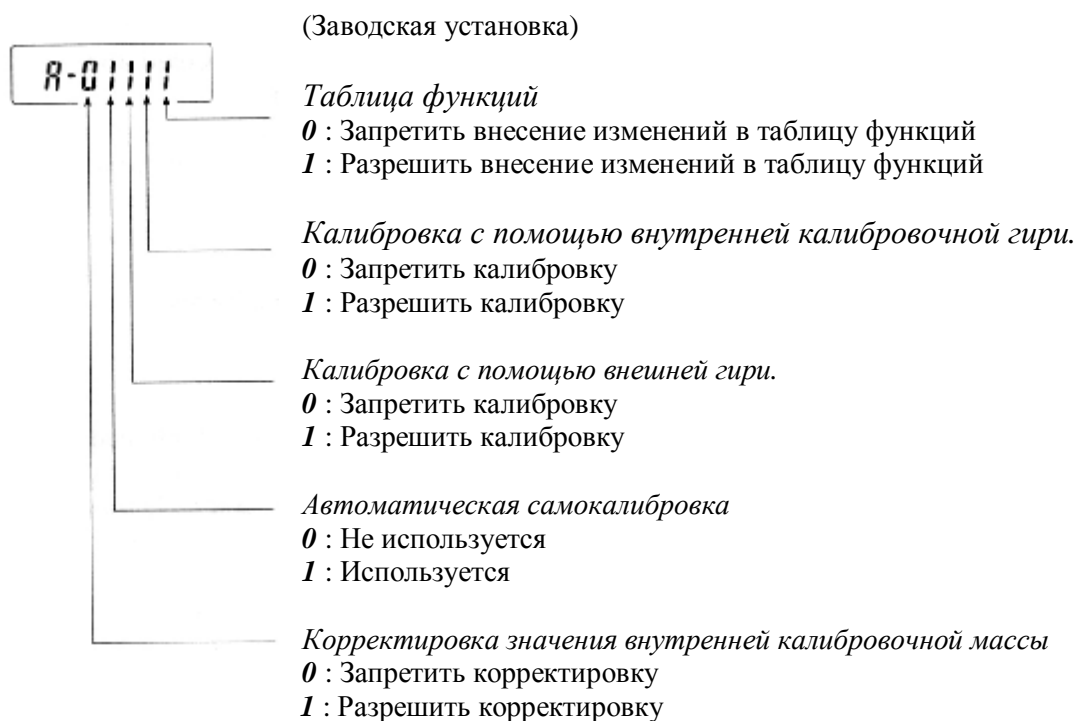 (Заводская установка)
A-01111
Таблица функций
0 : Запретить внесение изменений в таблицу функций
1 : Разрешить внесение изменений в таблицу функций
Калибровка с помощью внутренней калибровочной гири.
0 : Запретить калибровку
1 : Разрешить калибровку
Калибровка с помощью внешней гири.
0 : Запретить калибровку
1 : Разрешить калибровку
Автоматическая самокалибровка
0 : Не используется
1 : Используется
Корректировка значения внутренней калибровочной массы
0 : Запретить корректировку
1 : Разрешить корректировку